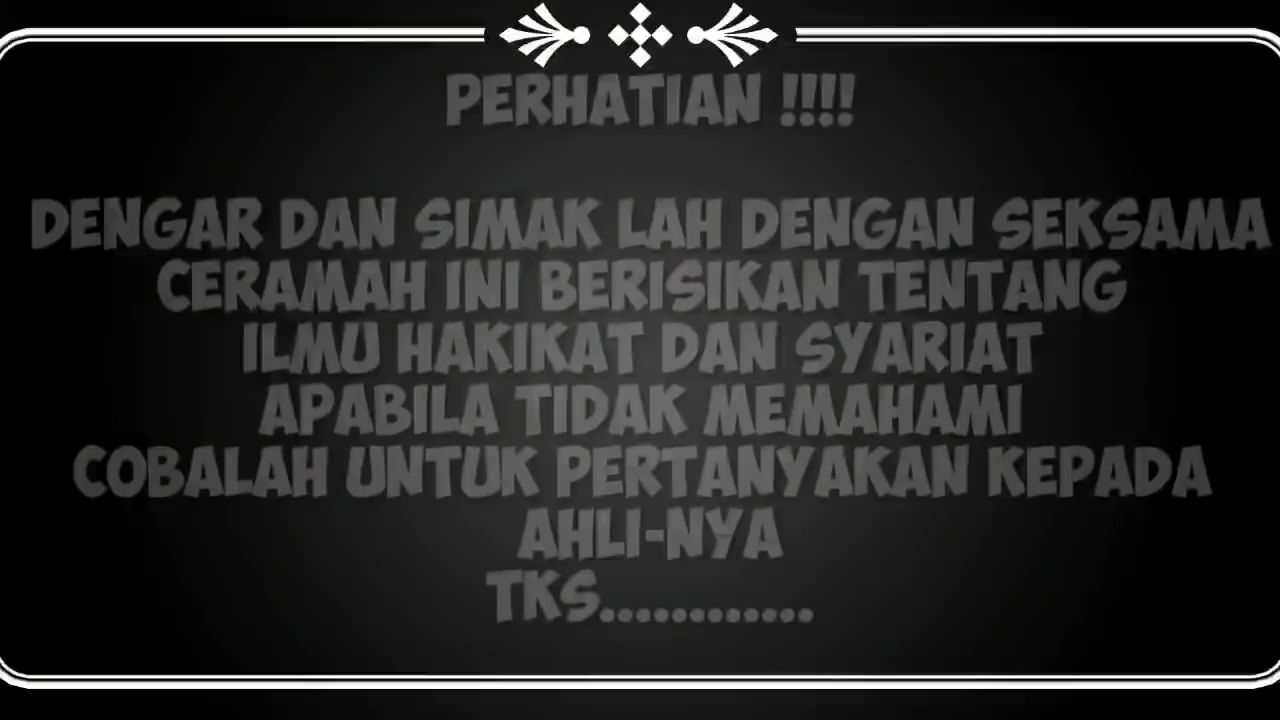 PERHATIAN !!!!
DENGAR DAN SIMAK LAH DENGAN SEKSAMA
CERAMAH INI BERISIKAN TENTANG
ILMU HAKIKAT DAN SYARIAT
APABILA TIDAK MEMAHAMI
COBALAH UNTUK PERTANYAKAN KEPADA
AHLI-NYA
TKS............